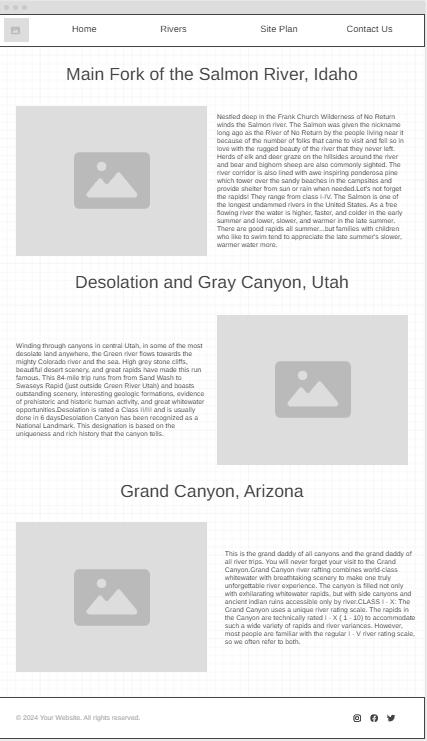 Home Rivers Site Plan Contact Us
Main Fork of the Salmon River, Idaho
Nestled deep in the Frank Church Wilderness of No Return
winds the Salmon river. The Salmon was given the nickname
long ago as the River of No Return by the people living near it
because of the number of folks that came to visit and fell so in
love with the rugged beauty of the river that they never left.
Herds of elk and deer graze on the hillsides around the river
and bear and bighorn sheep are also commonly sighted. The
river corridor is also lined with awe inspiring ponderosa pine
which tower over the sandy beaches in the campsites and
provide shelter from sun or rain when needed.Let's not forget
the rapids! They range from class I-IV. The Salmon is one of
the longest undammed rivers in the United States. As a free
flowing river the water is higher, faster, and colder in the early
summer and lower, slower, and warmer in the late summer.
There are good rapids all summer...but families with children
who like to swim tend to appreciate the late summer's slower,
warmer water more.
Desolation and Gray Canyon, Utah
Winding through canyons in central Utah, in some of the most
desolate land anywhere, the Green river flows towards the
mighty Colorado river and the sea. High grey stone cliffs,
beautiful desert scenery, and great rapids have made this run
famous. This 84-mile trip runs from from Sand Wash to
Swaseys Rapid (just outside Green River Utah) and boasts
outstanding scenery, interesting geologic formations, evidence
of prehistoric and historic human activity, and great whitewater
opportunities.Desolation is rated a Class II/III and is usually
done in 6 daysDesolation Canyon has been recognized as a
National Landmark. This designation is based on the
uniqueness and rich history that the canyon tells.
Grand Canyon, Arizona
This is the grand daddy of all canyons and the grand daddy of
all river trips. You will never forget your visit to the Grand
Canyon.Grand Canyon river rafting combines world-class
whitewater with breathtaking scenery to make one truly
unforgettable river experience. The canyon is filled not only
with exhilarating whitewater rapids, but with side canyons and
ancient indian ruins accessible only by river.CLASS I - X: The
Grand Canyon uses a unique river rating scale. The rapids in
the Canyon are technically rated I - X ( 1 - 10) to accommodate
such a wide variety of rapids and river variances. However,
most people are familiar with the regular I - V river rating scale,
so we often refer to both.
© 2024 Your Website. All rights reserved.